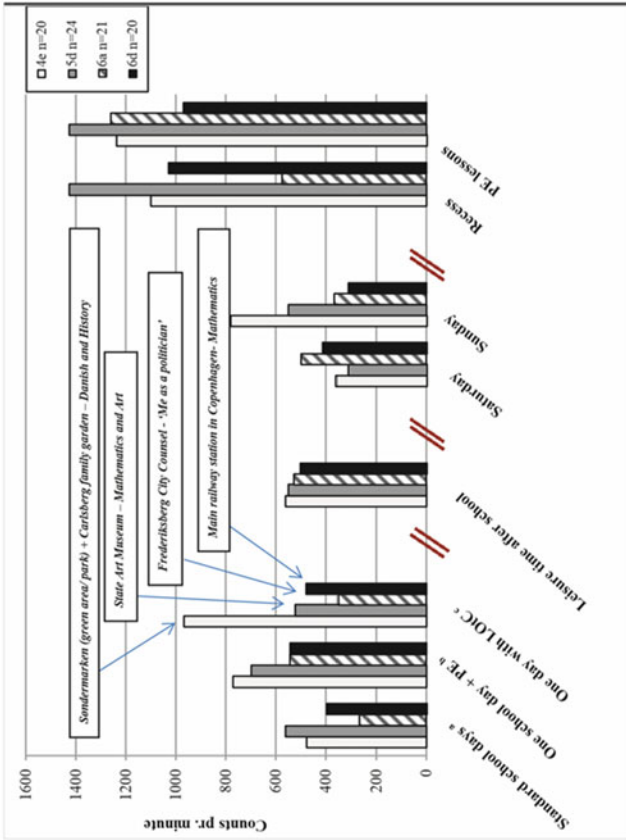 4e n=20
5d n=24
6a n=21
6d n=20
Sondermarken (green area/ park) + Carlsberg family garden – Danish and History
State Art Museum – Mathematics and Art
Frederiksberg City Counsel - 'Me as a politician'
Main railway station in Copenhagen- Mathematics
Counts pr. minute
1600
1400
1200
1000
800
600
400
200
0
Standard school days a
One school day + PE b
One day with LOtC c
Leisure time after school
Saturday
Sunday
Recess
PE lessons